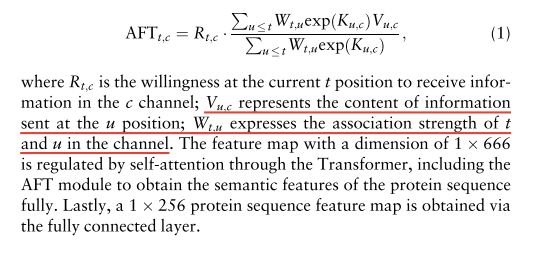 AFT_{t,c} = R_{t,c} · \frac{\sum_{u≤t} W_{t,u} exp(K_{u,c}) V_{u,c}}{\sum_{u≤t} W_{t,u} exp(K_{u,c})}, (1)
where R_{t,c} is the willingness at the current t position to receive infor-
mation in the c channel; V_{u,c} represents the content of information
sent at the u position; W_{t,u} expresses the association strength of t
and u in the channel. The feature map with a dimension of 1 × 666
is regulated by self-attention through the Transformer, including the
AFT module to obtain the semantic features of the protein sequence
fully. Lastly, a 1 × 256 protein sequence feature map is obtained via
the fully connected layer.